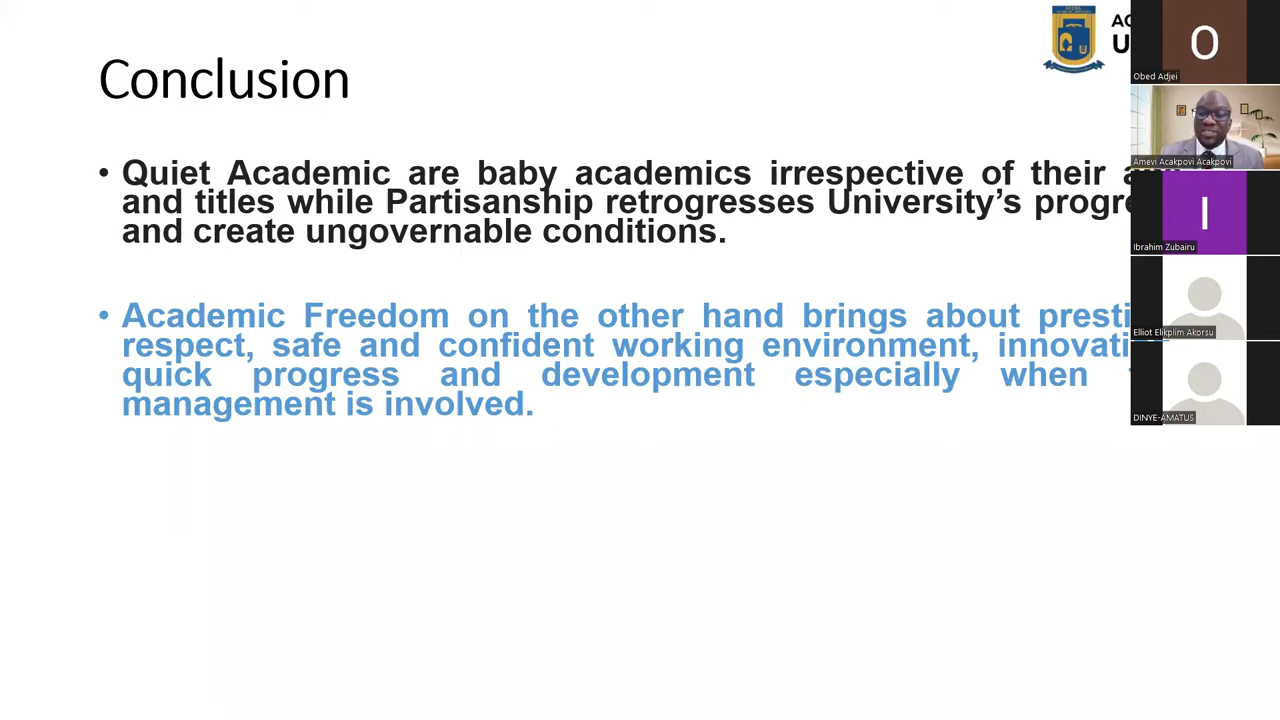 Conclusion
• Quiet Academic are baby academics irrespective of their
and titles while Partisanship retrogresses University's
and create ungovernable conditions.
• Academic Freedom on the other hand brings about
respect, safe and confident working environment,
quick progress and development especially when
management is involved.
U
O
Obed Adjei
Amevi Acakpovi Acakpovi
I
Ibrahim Zubairu
Elliot Elikplim Akorsu
DINYE-AMATUS